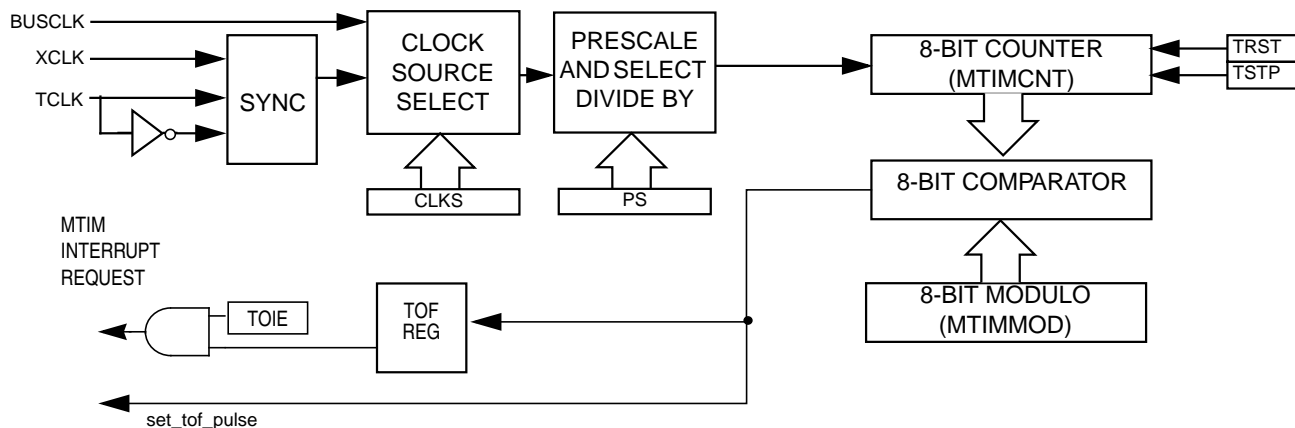 BUSCLK
XCLK
TCLK
SYNC
CLOCK
SOURCE
SELECT
PRESCALE
AND SELECT
DIVIDE BY
8-BIT COUNTER
(MTIMCNT)
TRST
TSTP
CLKS
PS
8-BIT COMPARATOR
MTIM
INTERRUPT
REQUEST
8-BIT MODULO
(MTIMMOD)
TOIE
TOF
REG
set_tof_pulse